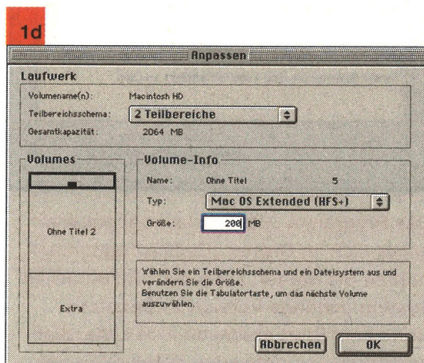 1d
Anpassen
Laufwerk
Volumename(n): Macintosh HD
Teilbereichsschema: 2 Teilbereiche
Gesamtkapazität: 2064 MB
Volumes
Ohne Titel 2
Extra
Volume-Info
Name: Ohne Titel 5
Typ: Mac OS Extended (HFS+)
Größe: 200 MB
Wählen Sie ein Teilbereichsschema und ein Dateisystem aus und
verändern Sie die Größe.
Benutzen Sie die Tabulatortaste, um das nächste Volume
auszuwählen.
Abbrechen OK